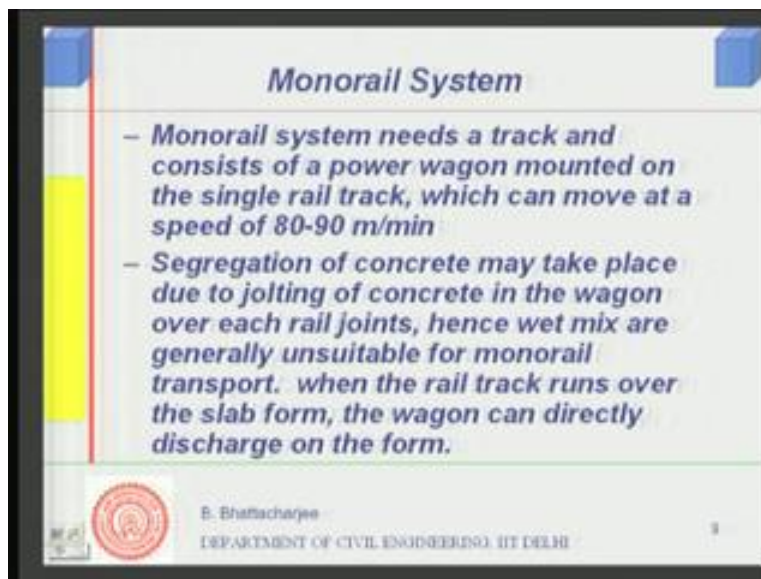 Monorail System
– Monorail system needs a track and
consists of a power wagon mounted on
the single rail track, which can move at a
speed of 80-90 m/min
– Segregation of concrete may take place
due to jolting of concrete in the wagon
over each rail joints, hence wet mix are
generally unsuitable for monorail
transport. when the rail track runs over
the slab form, the wagon can directly
discharge on the form.
B. Bhattacharjee
DEPARTMENT OF CIVIL ENGINEERING, IIT DELHI